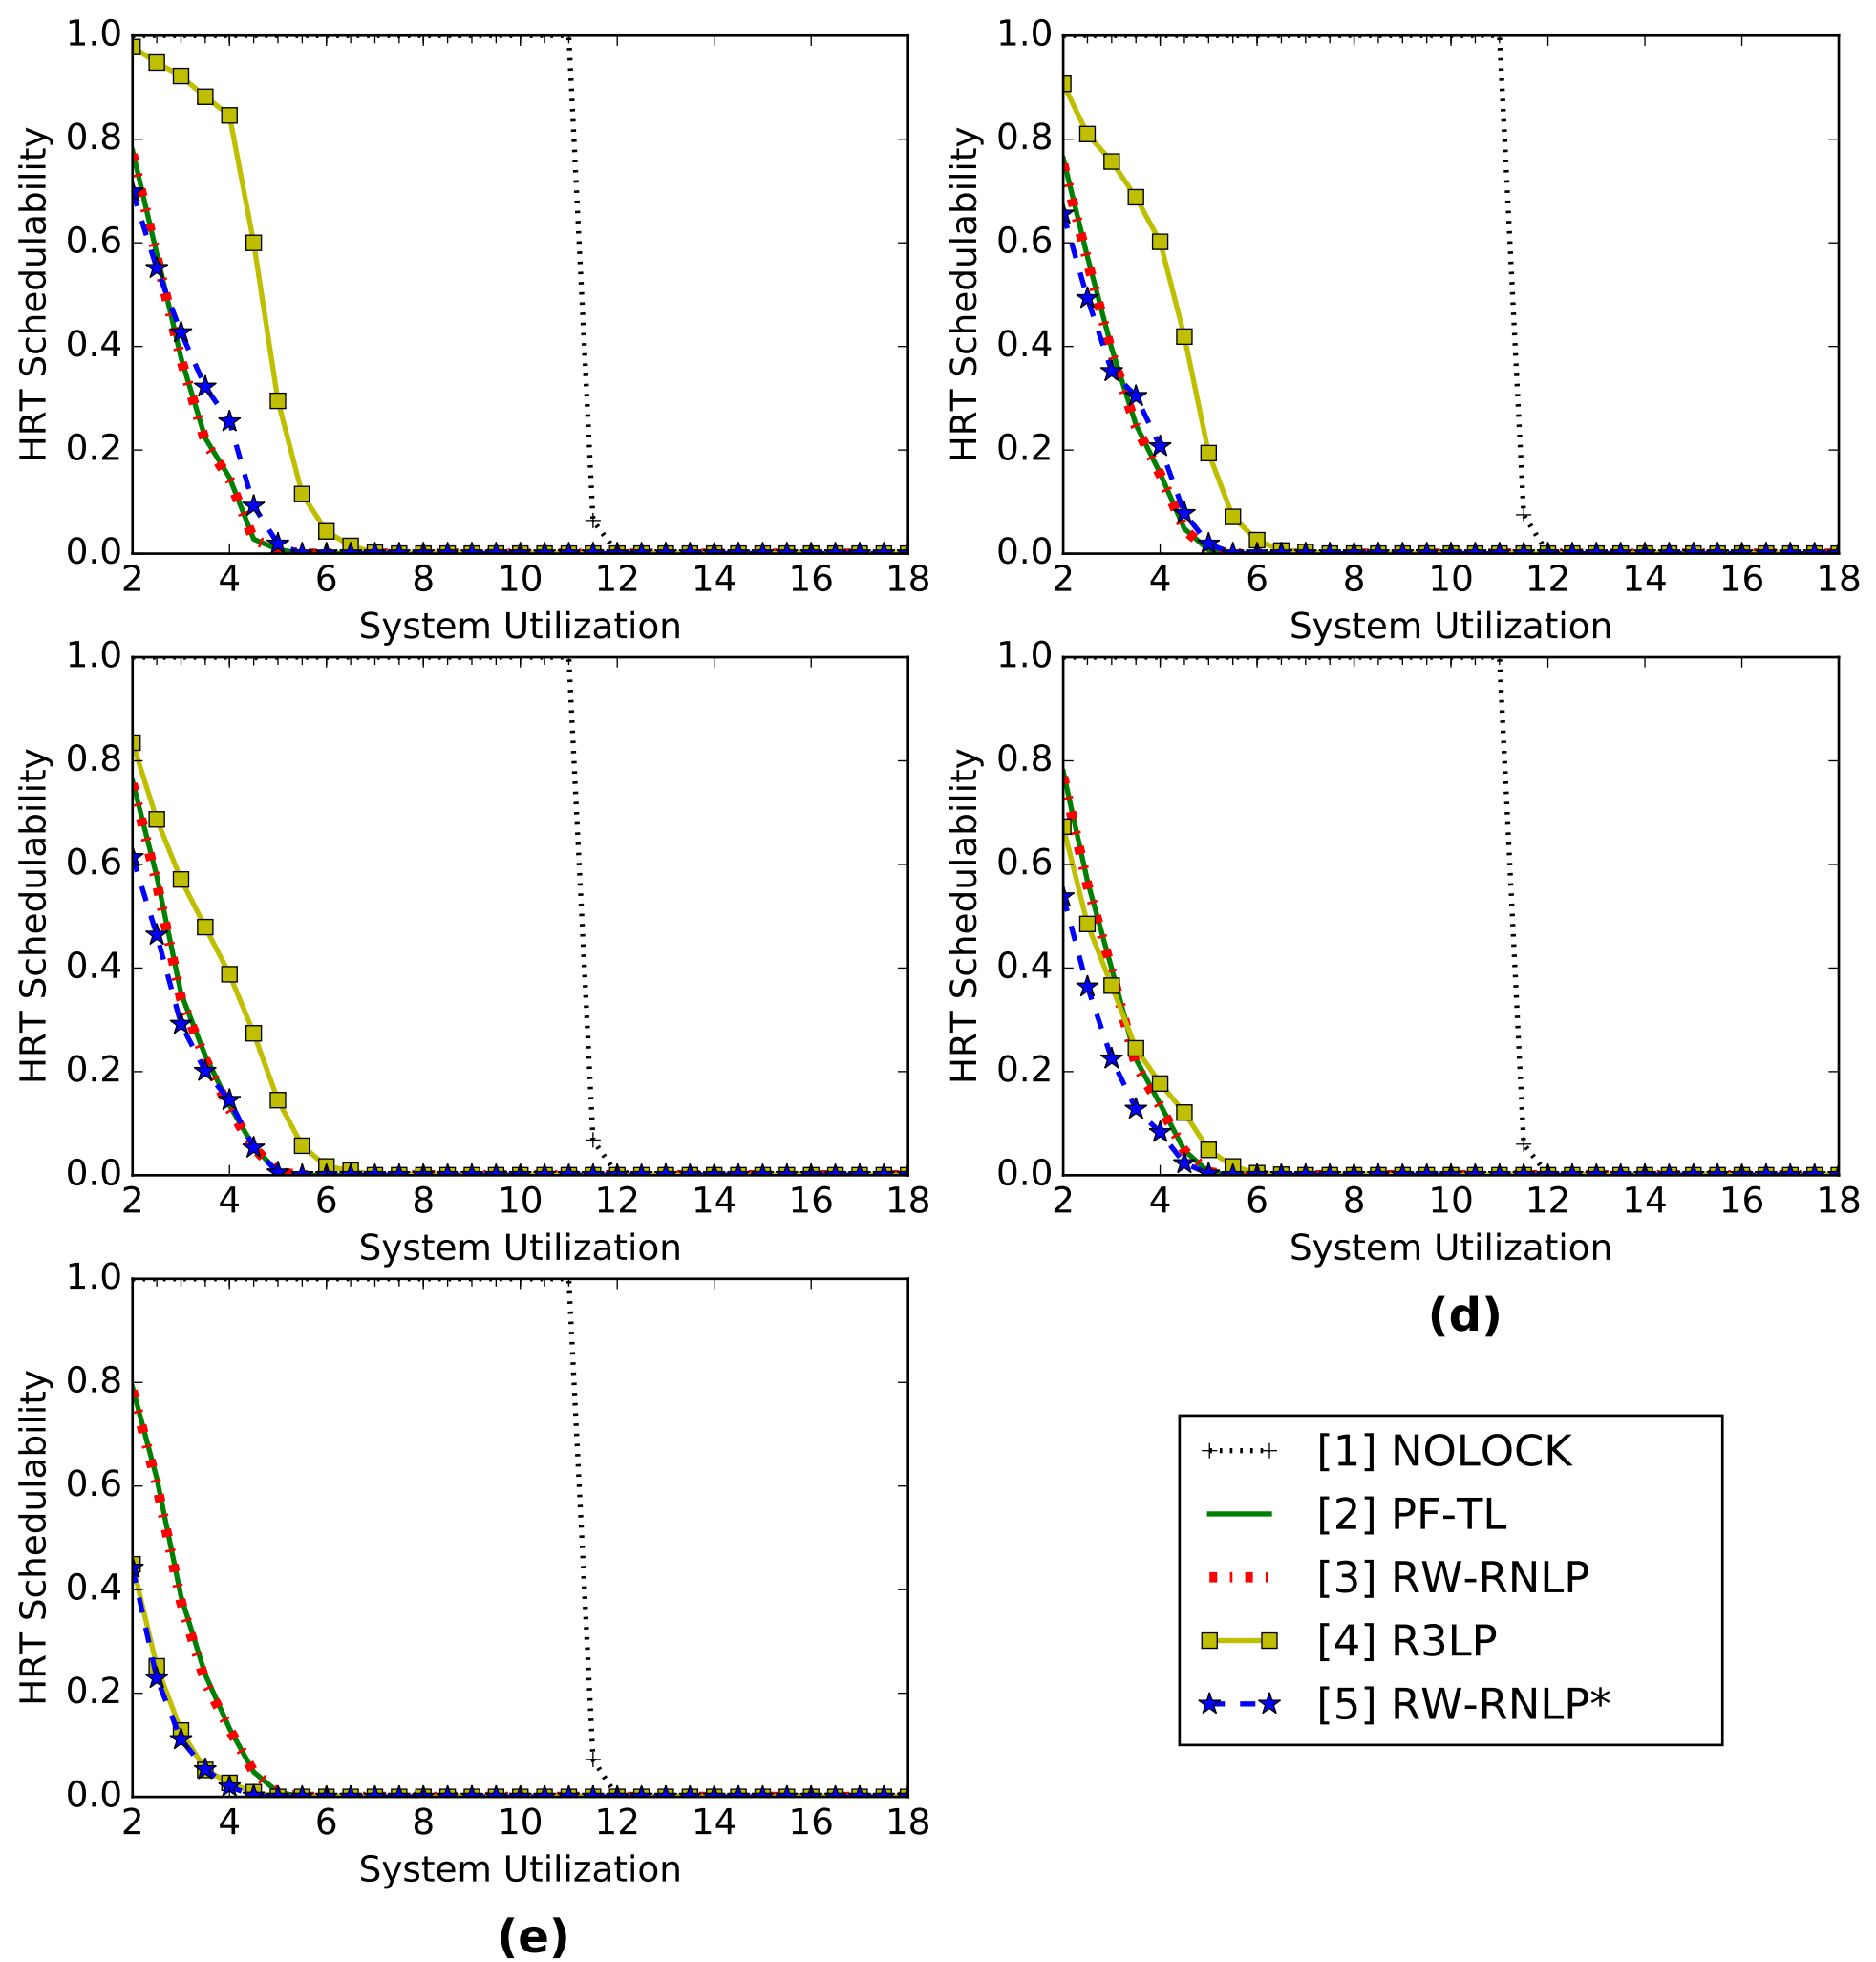 1.0
0.8
0.6
0.4
0.2
0.0
HRT Schedulability
2 4 6 8 10 12 14 16 18
System Utilization
1.0
0.8
0.6
0.4
0.2
0.0
HRT Schedulability
2 4 6 8 10 12 14 16 18
System Utilization
1.0
0.8
0.6
0.4
0.2
0.0
HRT Schedulability
2 4 6 8 10 12 14 16 18
System Utilization
1.0
0.8
0.6
0.4
0.2
0.0
HRT Schedulability
2 4 6 8 10 12 14 16 18
System Utilization
(d)
1.0
0.8
0.6
0.4
0.2
0.0
HRT Schedulability
2 4 6 8 10 12 14 16 18
System Utilization
(e)
[1] NOLOCK
[2] PF-TL
[3] RW-RNLP
[4] R3LP
[5] RW-RNLP*